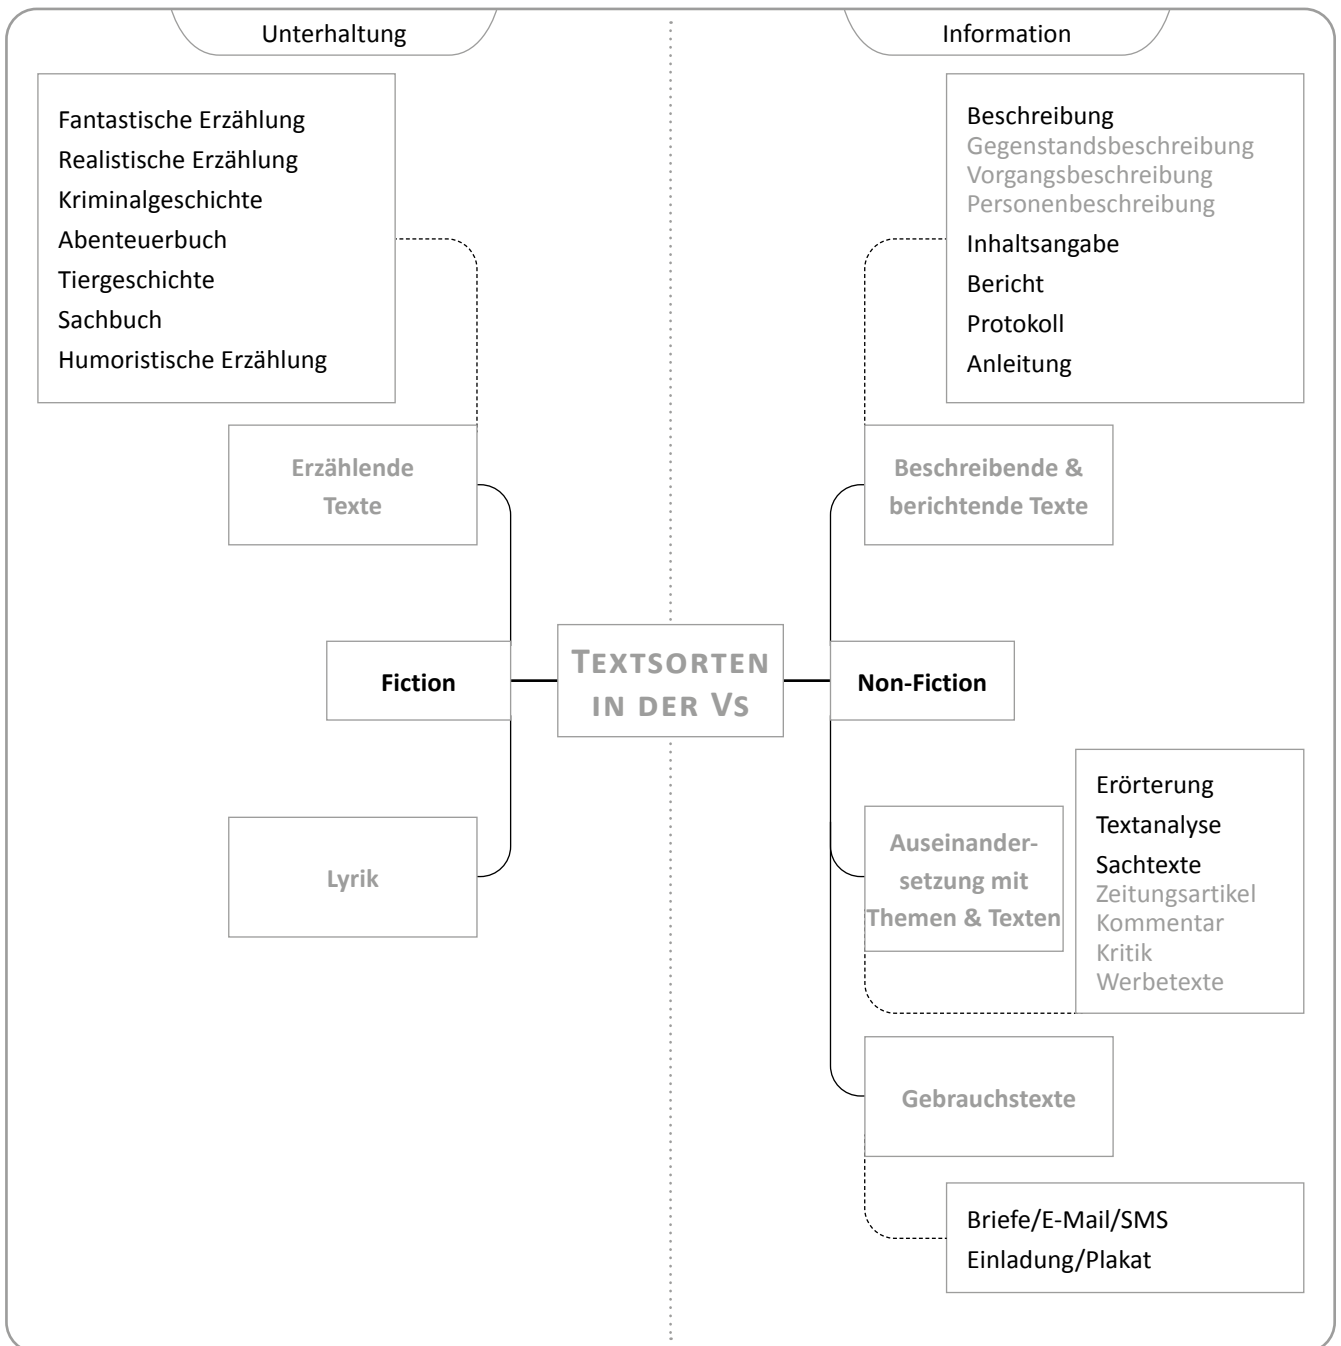 Unterhaltung
Fantastische Erzählung
Realistische Erzählung
Kriminalgeschichte
Abenteuerbuch
Tiergeschichte
Sachbuch
Humoristische Erzählung
Erzählende
Texte
Fiction
Lyrik
TEXTSORTEN
IN DER VS
Information
Beschreibung
Gegenstandsbeschreibung
Vorgangsbeschreibung
Personenbeschreibung
Inhaltsangabe
Bericht
Protokoll
Anleitung
Beschreibende &
berichtende Texte
Non-Fiction
Auseinander-
setzung mit
Themen & Texten
Erörterung
Textanalyse
Sachtexte
Zeitungsartikel
Kommentar
Kritik
Werbetexte
Gebrauchstexte
Briefe/E-Mail/SMS
Einladung/Plakat